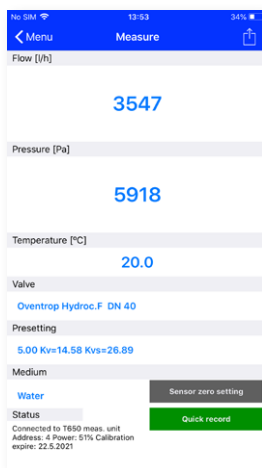 No SIM 13:53 34%
Menu Measure
Flow [l/h]
3547
Pressure [Pa]
5918
Temperature [°C]
20.0
Valve
Oventrop Hydroc.F DN 40
Presetting
5.00 Kv=14.58 Kvs=26.89
Medium
Water
Sensor zero setting
Status
Quick record
Connected to T650 meas. unit
Address: 4 Power: 51% Calibration
expire: 22.5.2021